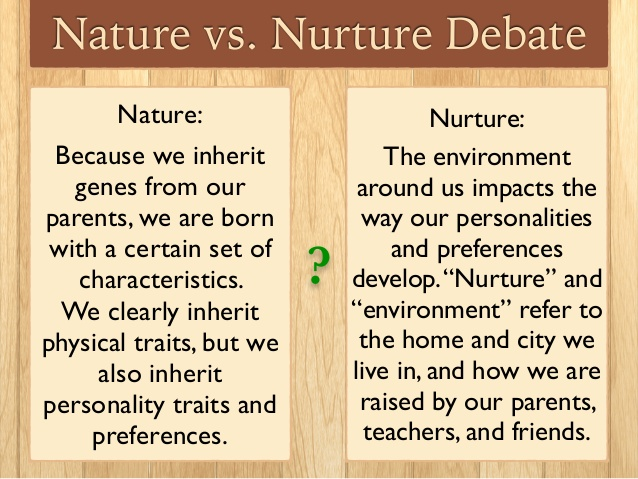 Nature vs. Nurture Debate
Nature:
Because we inherit
genes from our
parents, we are born
with a certain set of
characteristics.
We clearly inherit
physical traits, but we
also inherit
personality traits and
preferences.
?
Nurture:
The environment
around us impacts the
way our personalities
and preferences
develop. “Nurture” and
“environment” refer to
the home and city we
live in, and how we are
raised by our parents,
teachers, and friends.